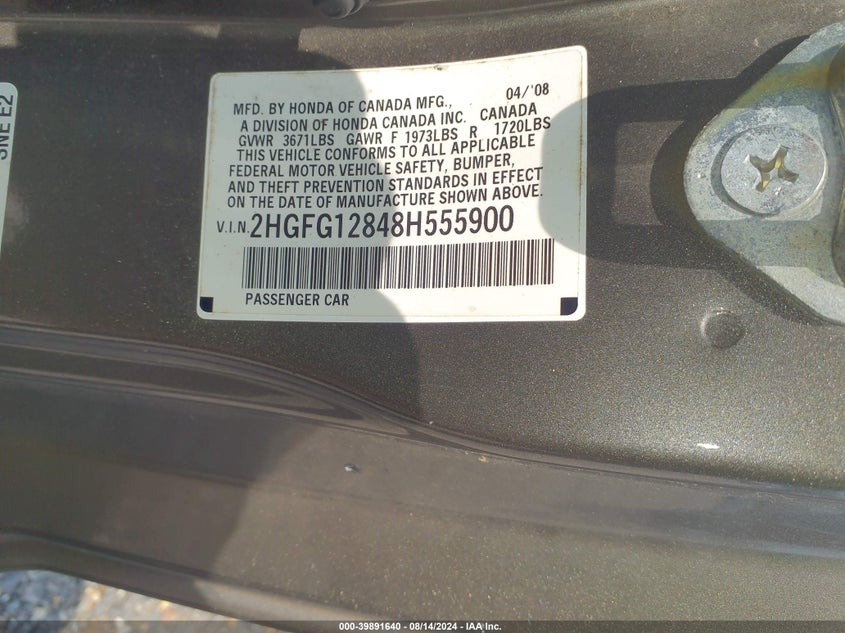 3NE E2
MFD. BY HONDA OF CANADA MFG., 04/'08
A DIVISION OF HONDA CANADA INC. CANADA
GVWR 3671LBS GAWR F 1973LBS R 1720LBS
THIS VEHICLE CONFORMS TO ALL APPLICABLE
FEDERAL MOTOR VEHICLE SAFETY, BUMPER,
AND THEFT PREVENTION STANDARDS IN EFFECT
ON THE DATE OF MANUFACTURE SHOWN ABOVE.
V.I.N. 2HGFG12848H555900
PASSENGER CAR
000-39891640 - 08/14/2024 - IAA Inc.